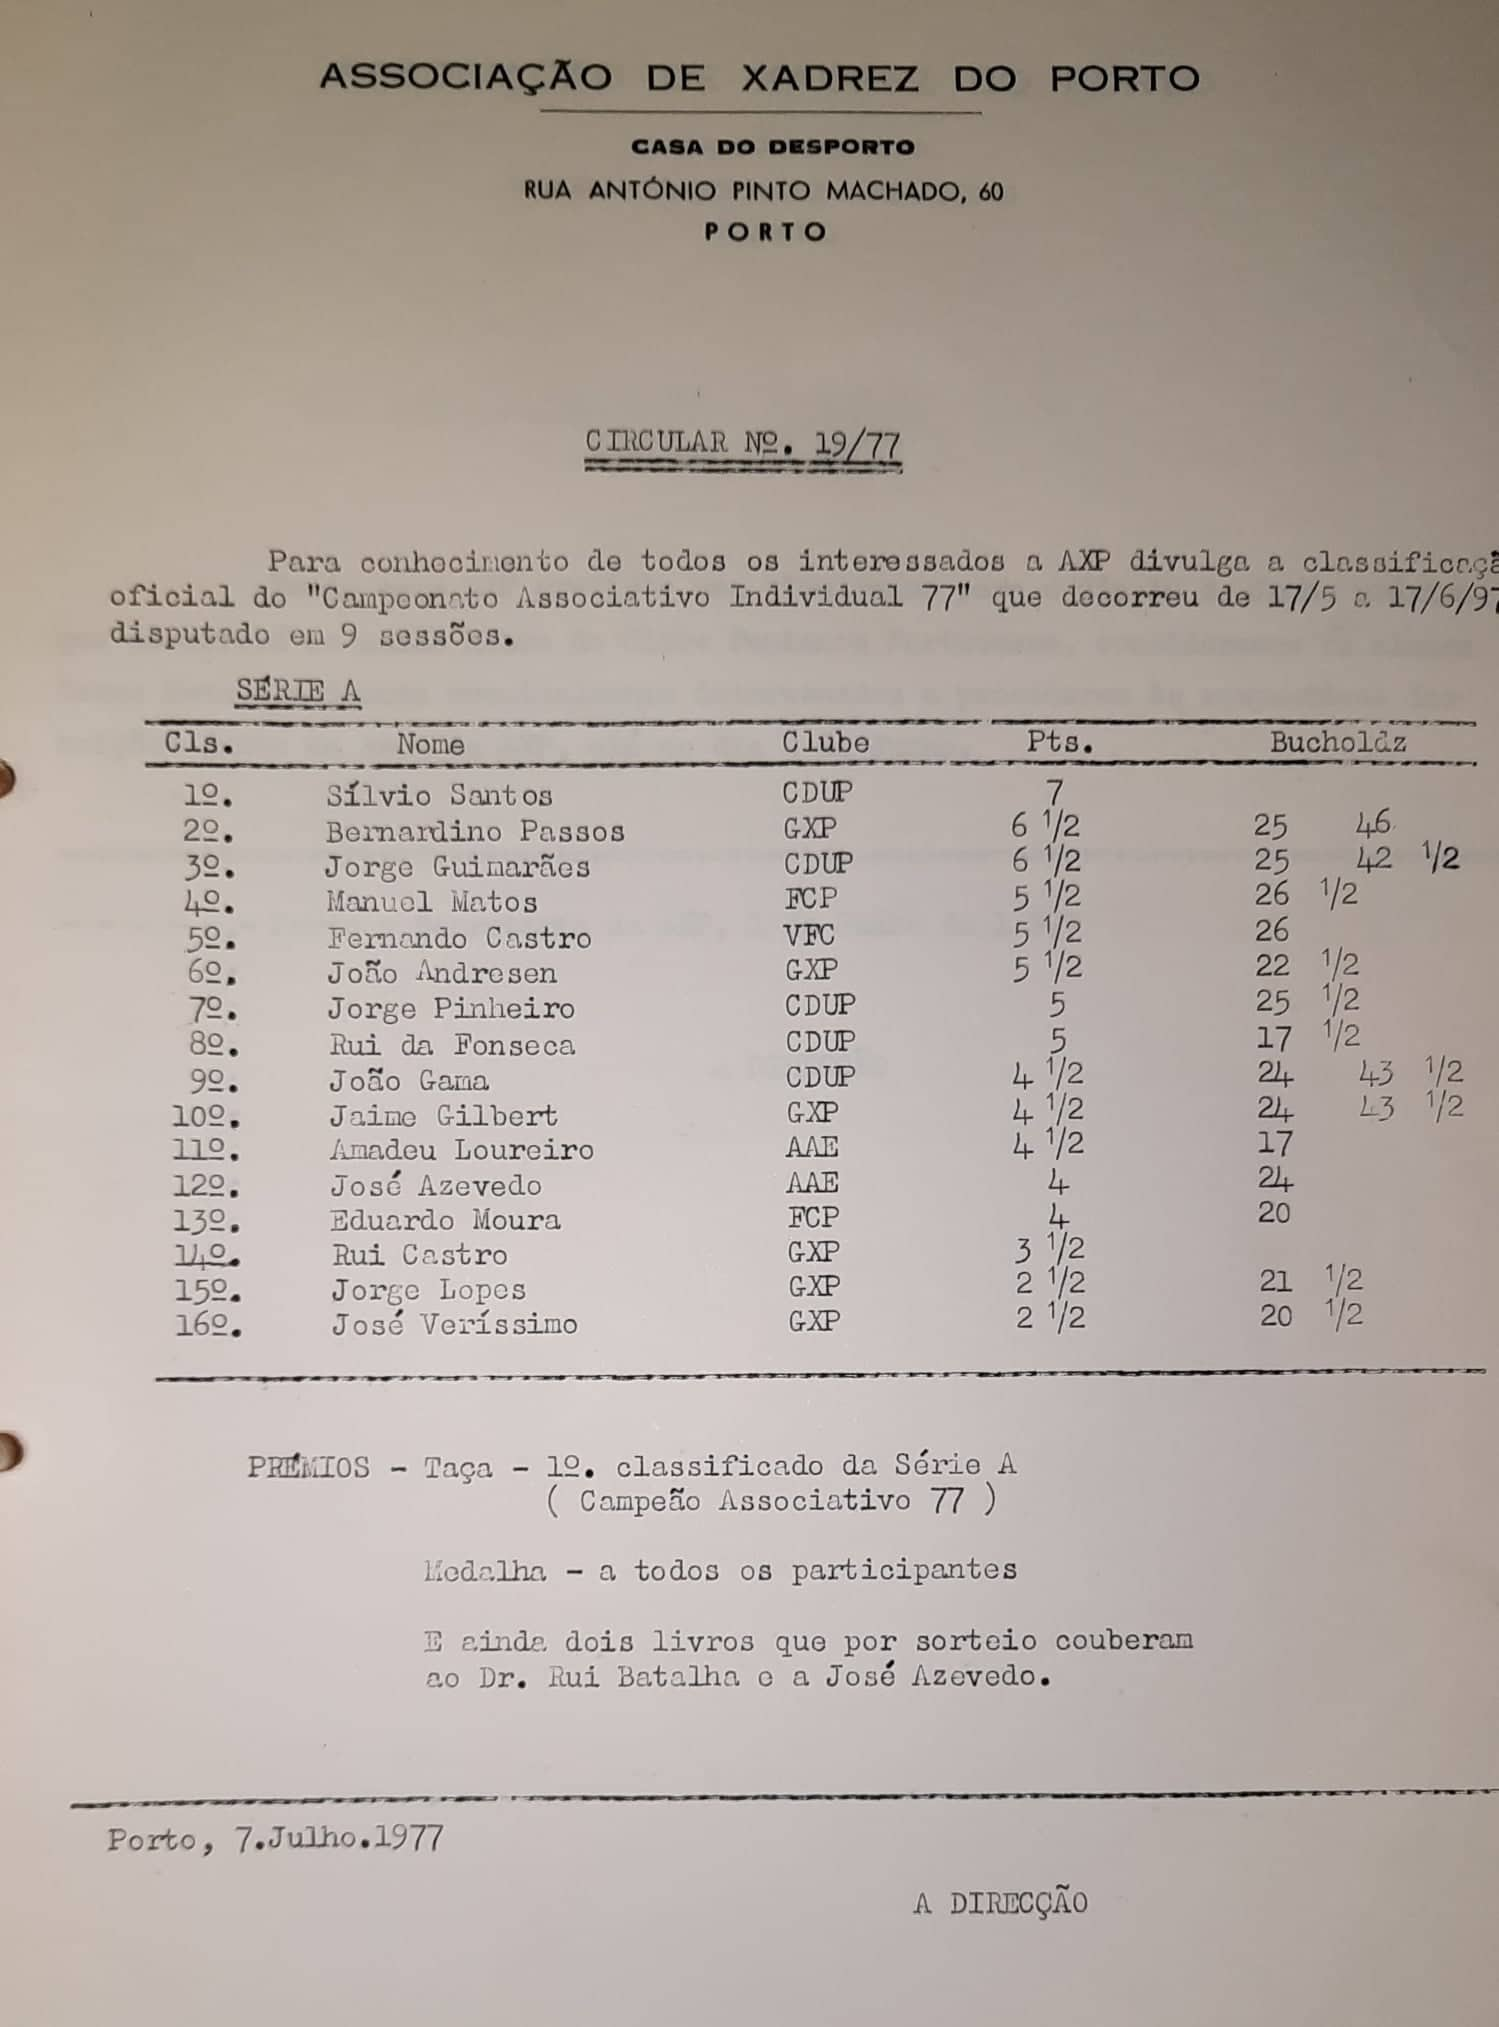 ASSOCIAÇÃO DE XADREZ DO PORTO
CASA DO DESPORTO
RUA ANTÓNIO PINTO MACHADO, 60
PORTO
CIRCULAR Nº. 19/77
Para conhecimento de todos os interessados a AXP divulga a classificaçã
oficial do "Campeonato Associativo Individual 77" que decorreu de 17/5 a 17/6/97
disputado em 9 sessões.
SÉRIE A
Cls. Nome Clube Pts. Bucholdz
1º. Sílvio Santos CDUP 7
2º. Bernardino Passos GXP 6 1/2 25 46
3º. Jorge Guimarães CDUP 6 1/2 25 42 1/2
4º. Manuel Matos FCP 5 1/2 26 1/2
5º. Fernando Castro VFC 5 1/2 26
6º. João Andresen GXP 5 1/2 22 1/2
7º. Jorge Pinheiro CDUP 5 25 1/2
8º. Rui da Fonseca CDUP 5 17 1/2
9º. João Gama CDUP 4 1/2 24 43 1/2
10º. Jaime Gilbert GXP 4 1/2 24 43 1/2
11º. Amadeu Loureiro AAE 4 1/2 17
12º. José Azevedo AAE 4 24
13º. Eduardo Moura FCP 4 20
14º. Rui Castro GXP 3 1/2
15º. Jorge Lopes GXP 2 1/2 21 1/2
16º. José Veríssimo GXP 2 1/2 20 1/2
PRÉMIOS - Taça - 1º. classificado da Série A
( Campeão Associativo 77 )
Medalha - a todos os participantes
E ainda dois livros que por sorteio couberam
ao Dr. Rui Batalha e a José Azevedo.
Porto, 7.Julho.1977
A DIRECÇÃO